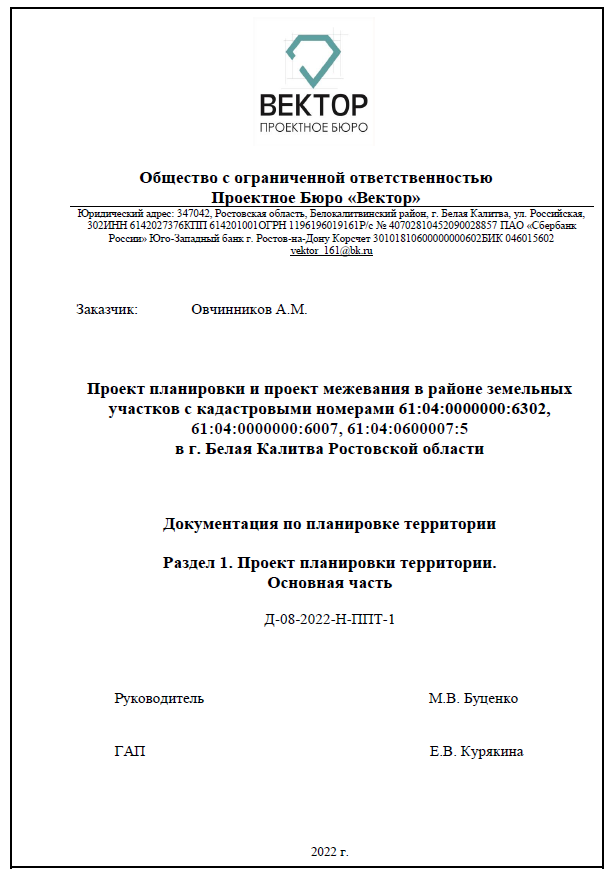 ВЕКТОР
ПРОЕКТНОЕ БЮРО
Общество с ограниченной ответственностью
Проектное Бюро «Вектор»
Юридический адрес: 347042, Ростовская область, Белокалитвинский район, г. Белая Калитва, ул. Российская,
302ИНН 6142027376КПП 614201001ОГРН 1196196019161Р/с № 40702810452090028857 ПАО «Сбербанк
России» Юго-Западный банк г. Ростов-на-Дону Корсчет 30101810600000000602БИК 046015602
vektor_161@bk.ru
Заказчик: Овчинников А.М.
Проект планировки и проект межевания в районе земельных
участков с кадастровыми номерами 61:04:0000000:6302,
61:04:0000000:6007, 61:04:0600007:5
в г. Белая Калитва Ростовской области
Документация по планировке территории
Раздел 1. Проект планировки территории.
Основная часть
Д-08-2022-Н-ППТ-1
Руководитель М.В. Буценко
ГАП Е.В. Курякина
2022 г.